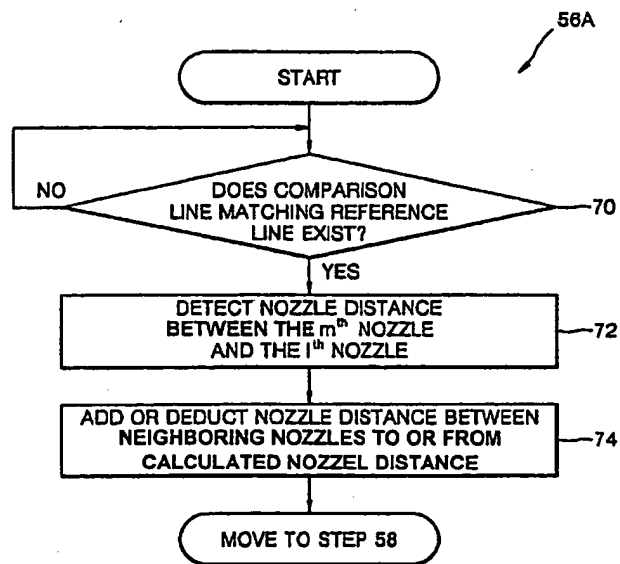 56A
START
NO
DOES COMPARISON
LINE MATCHING REFERENCE
LINE EXIST?
70
YES
DETECT NOZZLE DISTANCE
BETWEEN THE mth NOZZLE
AND THE lth NOZZLE
72
ADD OR DEDUCT NOZZLE DISTANCE BETWEEN
NEIGHBORING NOZZLES TO OR FROM
CALCULATED NOZZEL DISTANCE
74
MOVE TO STEP 58